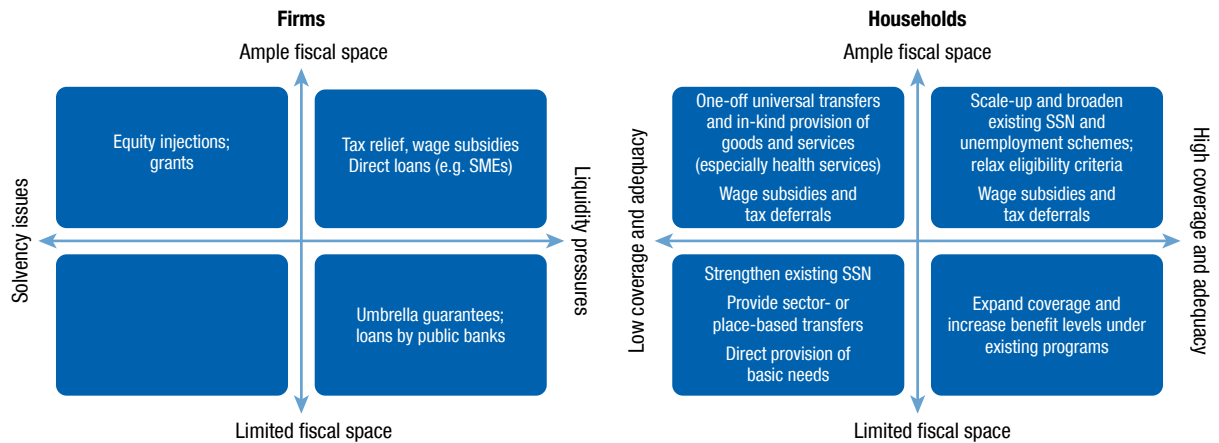 Firms
Ample fiscal space
Solvency issues
Equity injections;
grants
Tax relief, wage subsidies
Direct loans (e.g. SMEs)
Liquidity pressures
Umbrella guarantees;
loans by public banks
Limited fiscal space
Households
Ample fiscal space
Low coverage and adequacy
One-off universal transfers
and in-kind provision of
goods and services
(especially health services)
Wage subsidies and
tax deferrals
Scale-up and broaden
existing SSN and
unemployment schemes;
relax eligibility criteria
Wage subsidies and
tax deferrals
High coverage and adequacy
Strengthen existing SSN
Provide sector- or
place-based transfers
Direct provision of
basic needs
Expand coverage and
increase benefit levels under
existing programs
Limited fiscal space